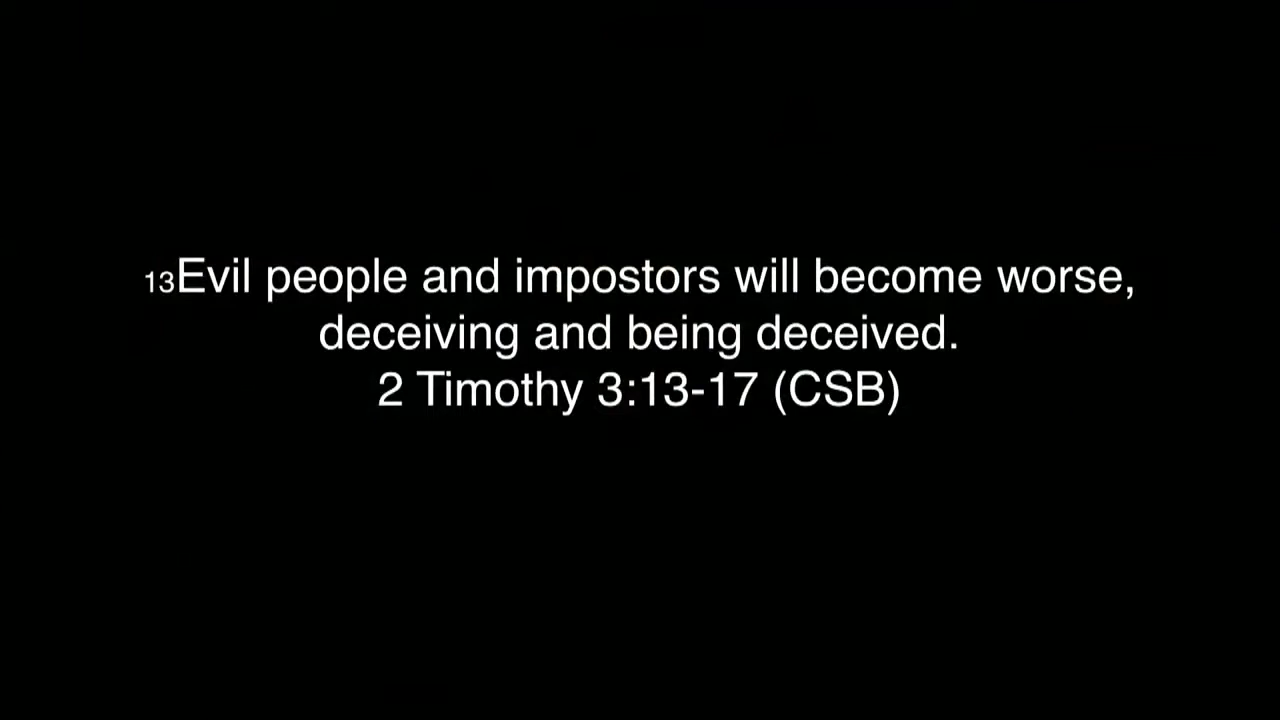 13Evil people and impostors will become worse,
deceiving and being deceived.
2 Timothy 3:13-17 (CSB)